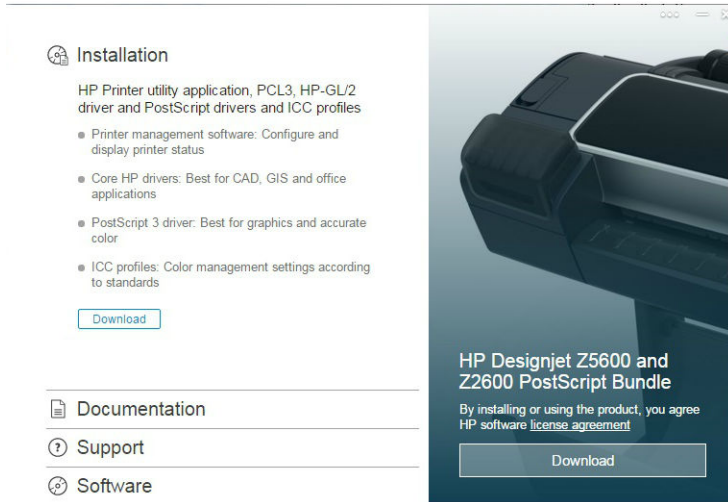 Installation
HP Printer utility application, PCL3, HP-GL/2
driver and PostScript drivers and ICC profiles
Printer management software: Configure and
display printer status
Core HP drivers: Best for CAD, GIS and office
applications
PostScript 3 driver: Best for graphics and accurate
color
ICC profiles: Color management settings according
to standards
Download
Documentation
Support
Software
HP Designjet Z5600 and
Z2600 PostScript Bundle
By installing or using the product, you agree
HP software license agreement
Download